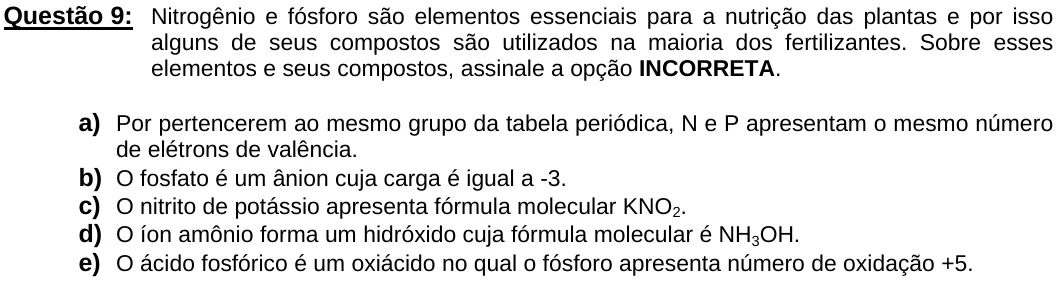 Questão 9: Nitrogênio e fósforo são elementos essenciais para a nutrição das plantas e por isso
alguns de seus compostos são utilizados na maioria dos fertilizantes. Sobre esses
elementos e seus compostos, assinale a opção INCORRETA.
a) Por pertencerem ao mesmo grupo da tabela periódica, N e P apresentam o mesmo número
de elétrons de valência.
b) O fosfato é um ânion cuja carga é igual a -3.
c) O nitrito de potássio apresenta fórmula molecular KNO₂.
d) O íon amônio forma um hidróxido cuja fórmula molecular é NH₃OH.
e) O ácido fosfórico é um oxiácido no qual o fósforo apresenta número de oxidação +5.